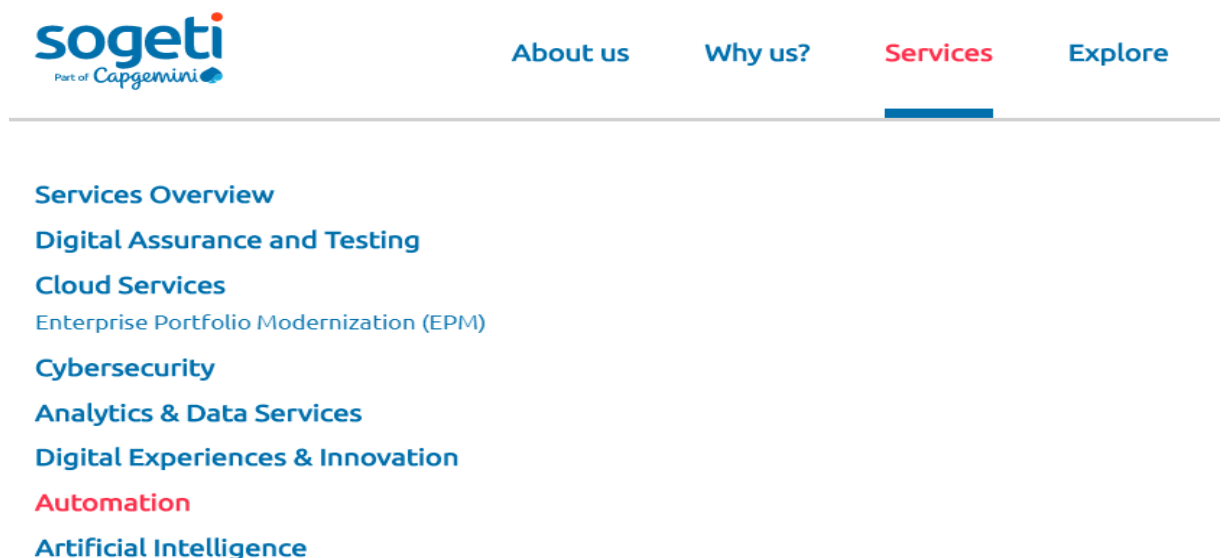 sogeti
Part of Capgemini
About us Why us? Services Explore
Services Overview
Digital Assurance and Testing
Cloud Services
Enterprise Portfolio Modernization (EPM)
Cybersecurity
Analytics & Data Services
Digital Experiences & Innovation
Automation
Artificial Intelligence